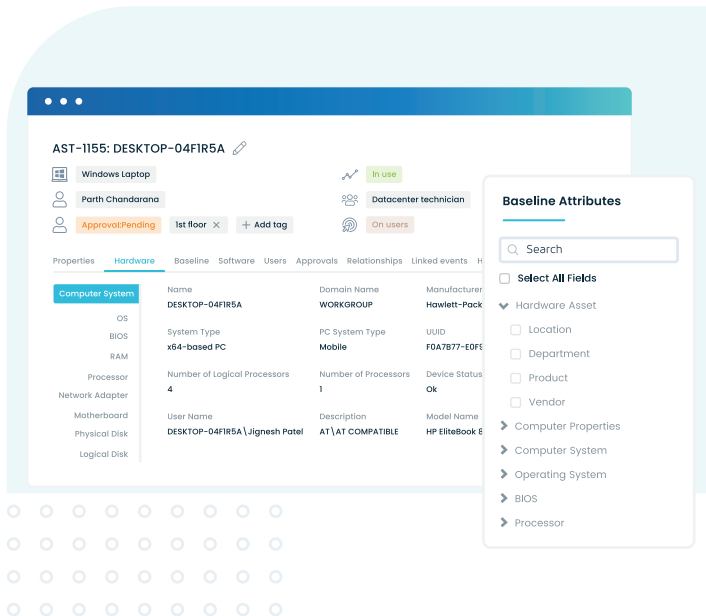 AST-1155: DESKTOP-04F1R5A
Windows Laptop
In use
Parth Chandarana
Datacenter technician
Approval:Pending
1st floor
+ Add tag
On users
Properties Hardware Baseline Software Users Approvals Relationships Linked events
Computer System
OS
BIOS
RAM
Processor
Network Adapter
Motherboard
Physical Disk
Logical Disk
Name
DESKTOP-04F1R5A
Domain Name
WORKGROUP
Manufacturer
Hawlett-Pack
System Type
x64-based PC
PC System Type
Mobile
UUID
F0A7B77-E0F9
Number of Logical Processors
4
Number of Processors
1
Device Status
Ok
User Name
DESKTOP-04F1R5A\Jignesh Patel
Description
AT\AT COMPATIBLE
Model Name
HP EliteBook 8
Baseline Attributes
Search
Select All Fields
Hardware Asset
Location
Department
Product
Vendor
Computer Properties
Computer System
Operating System
BIOS
Processor